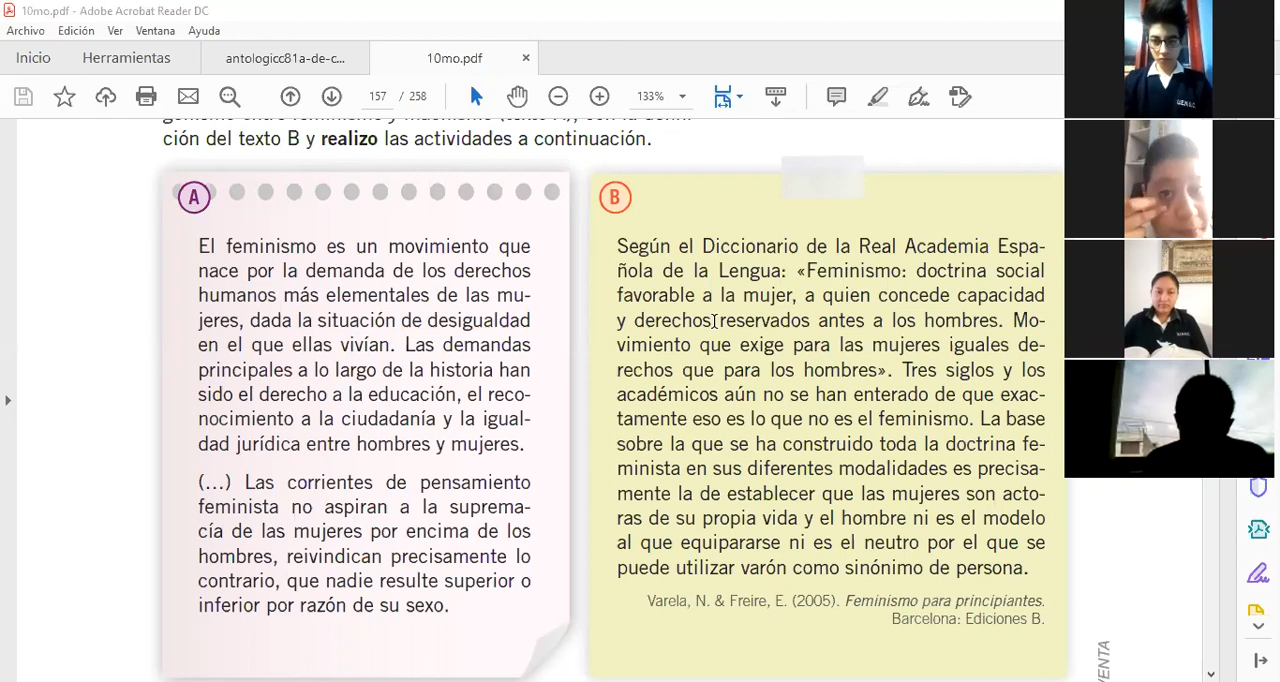 10mo.pdf - Adobe Acrobat Reader DC
Archivo Edición Ver Ventana Ayuda
Inicio Herramientas antologicc81a-de-c... 10mo.pdf ×
157 / 258 133%
ción del texto B y realizo las actividades a continuación.
A
El feminismo es un movimiento que
nace por la demanda de los derechos
humanos más elementales de las mu-
jeres, dada la situación de desigualdad
en el que ellas vivían. Las demandas
principales a lo largo de la historia han
sido el derecho a la educación, el reco-
nocimiento a la ciudadanía y la igual-
dad jurídica entre hombres y mujeres.
(...) Las corrientes de pensamiento
feminista no aspiran a la suprema-
cía de las mujeres por encima de los
hombres, reivindican precisamente lo
contrario, que nadie resulte superior o
inferior por razón de su sexo.
B
Según el Diccionario de la Real Academia Espa-
ñola de la Lengua: «Feminismo: doctrina social
favorable a la mujer, a quien concede capacidad
y derechos reservados antes a los hombres. Mo-
vimiento que exige para las mujeres iguales de-
rechos que para los hombres». Tres siglos y los
académicos aún no se han enterado de que exac-
tamente eso es lo que no es el feminismo. La base
sobre la que se ha construido toda la doctrina fe-
minista en sus diferentes modalidades es precisa-
mente la de establecer que las mujeres son acto-
ras de su propia vida y el hombre ni es el modelo
al que equipararse ni es el neutro por el que se
puede utilizar varón como sinónimo de persona.
Varela, N. & Freire, E. (2005). Feminismo para principiantes.
Barcelona: Ediciones B.
VENTA